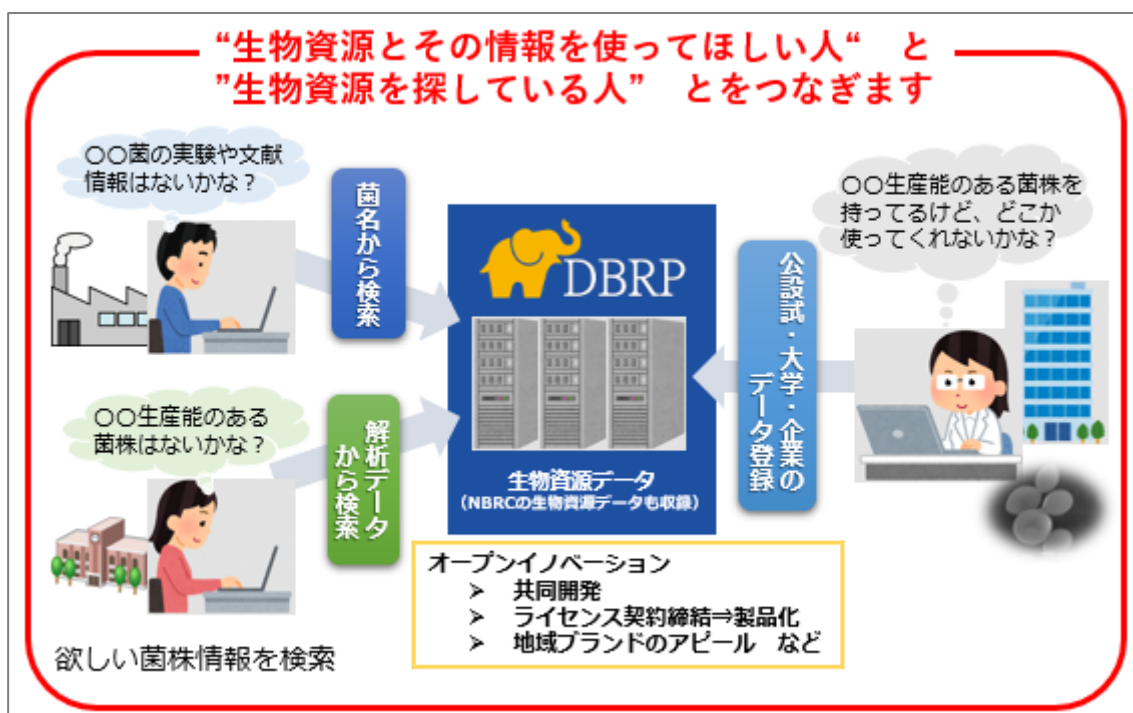 “生物資源とその情報を使ってほしい人“　と
”生物資源を探している人”　とをつなぎます
〇〇菌の実験や文献
情報はないかな？
菌名から検索
〇〇生産能のある
菌株はないかな？
解析データ
から検索
欲しい菌株情報を検索
DBRP
生物資源データ
（NBRCの生物資源データも収録）
公設試・大学・企業の
データ登録
〇〇生産能のある菌株を
持ってるけど、どこか
使ってくれないかな？
オープンイノベーション
➢ 共同開発
➢ ライセンス契約締結⇒製品化
➢ 地域ブランドのアピール　など